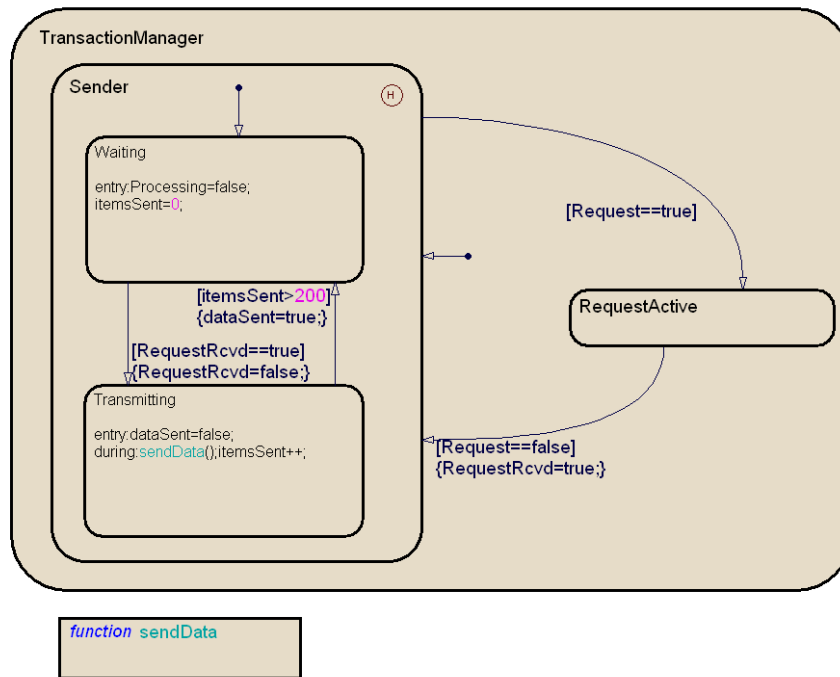 TransactionManager
Sender
H
Waiting
entry:Processing=false;
itemsSent=0;
[Request==true]
[itemsSent>200]
{dataSent=true;}
RequestActive
[RequestRcvd==true]
{RequestRcvd=false;}
Transmitting
entry:dataSent=false;
during:sendData();itemsSent++;
[Request==false]
{RequestRcvd=true;}
function sendData